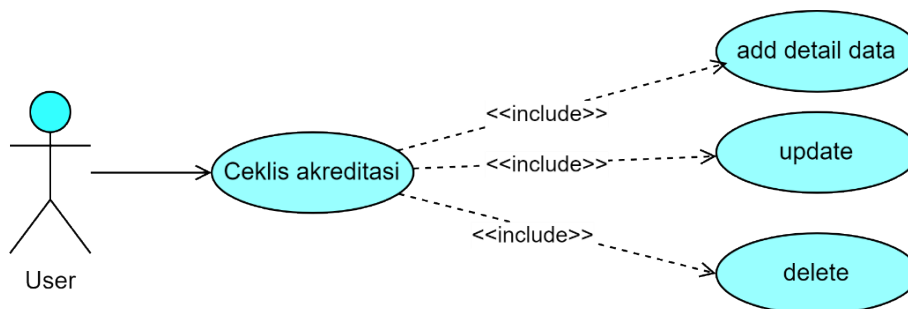 add detail data
<<include>>
Ceklis akreditasi
<<include>>
update
<<include>>
delete
User